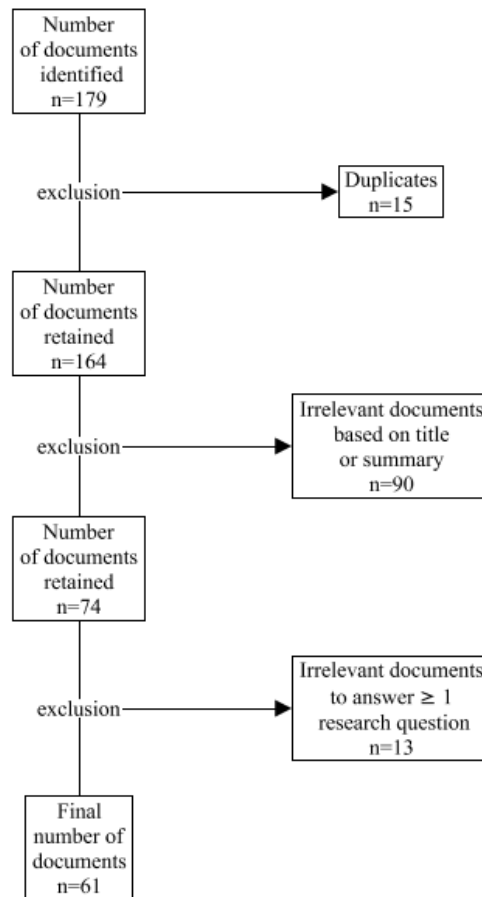 Number
of documents
identified
n=179
exclusion
Duplicates
n=15
Number
of documents
retained
n=164
exclusion
Irrelevant documents
based on title
or summary
n=90
Number
of documents
retained
n=74
exclusion
Irrelevant documents
to answer ≥ 1
research question
n=13
Final
number of
documents
n=61